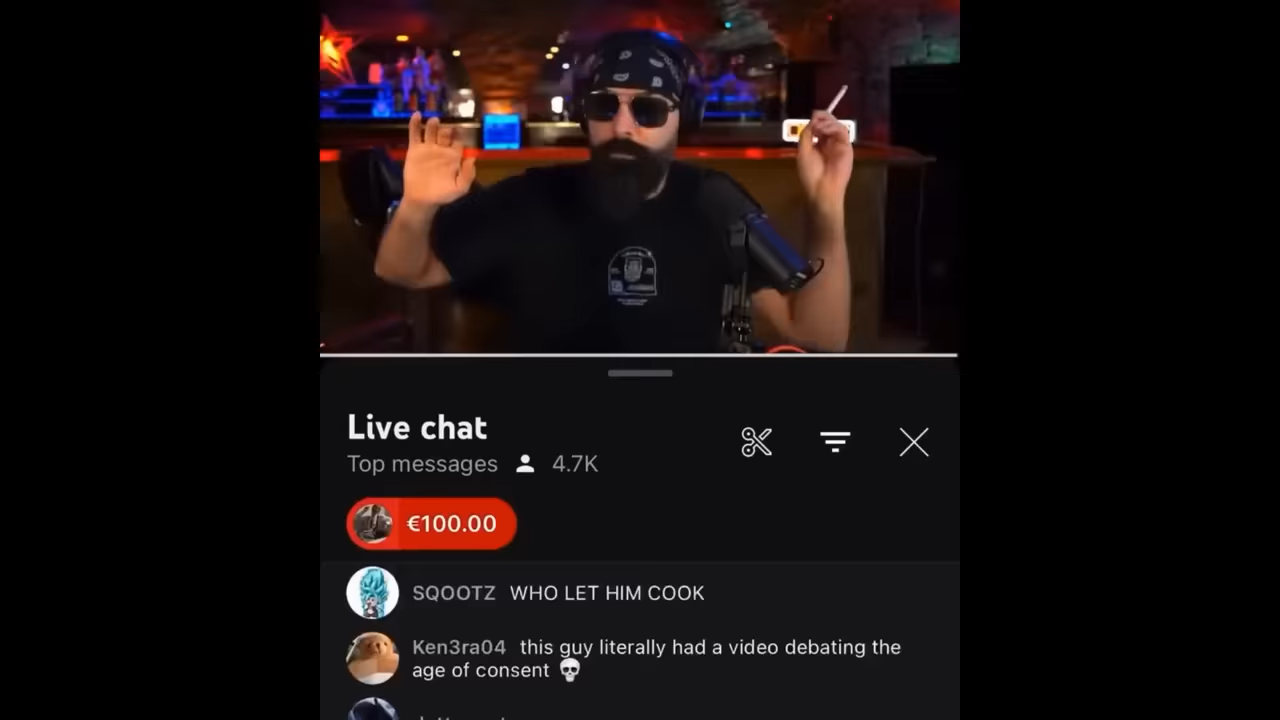 Live chat
Top messages 4.7K
€100.00
SQOOTZ WHO LET HIM COOK
Ken3ra04 this guy literally had a video debating the
age of consent 💀